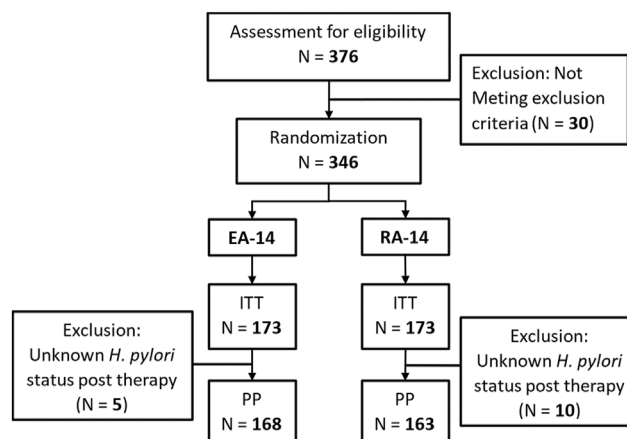 Assessment for eligibility
N = 376
Exclusion: Not
Meting exclusion
criteria (N = 30)
Randomization
N = 346
EA-14
RA-14
ITT
N = 173
ITT
N = 173
Exclusion:
Unknown H. pylori
status post therapy
(N = 5)
Exclusion:
Unknown H. pylori
status post therapy
(N = 10)
PP
N = 168
PP
N = 163